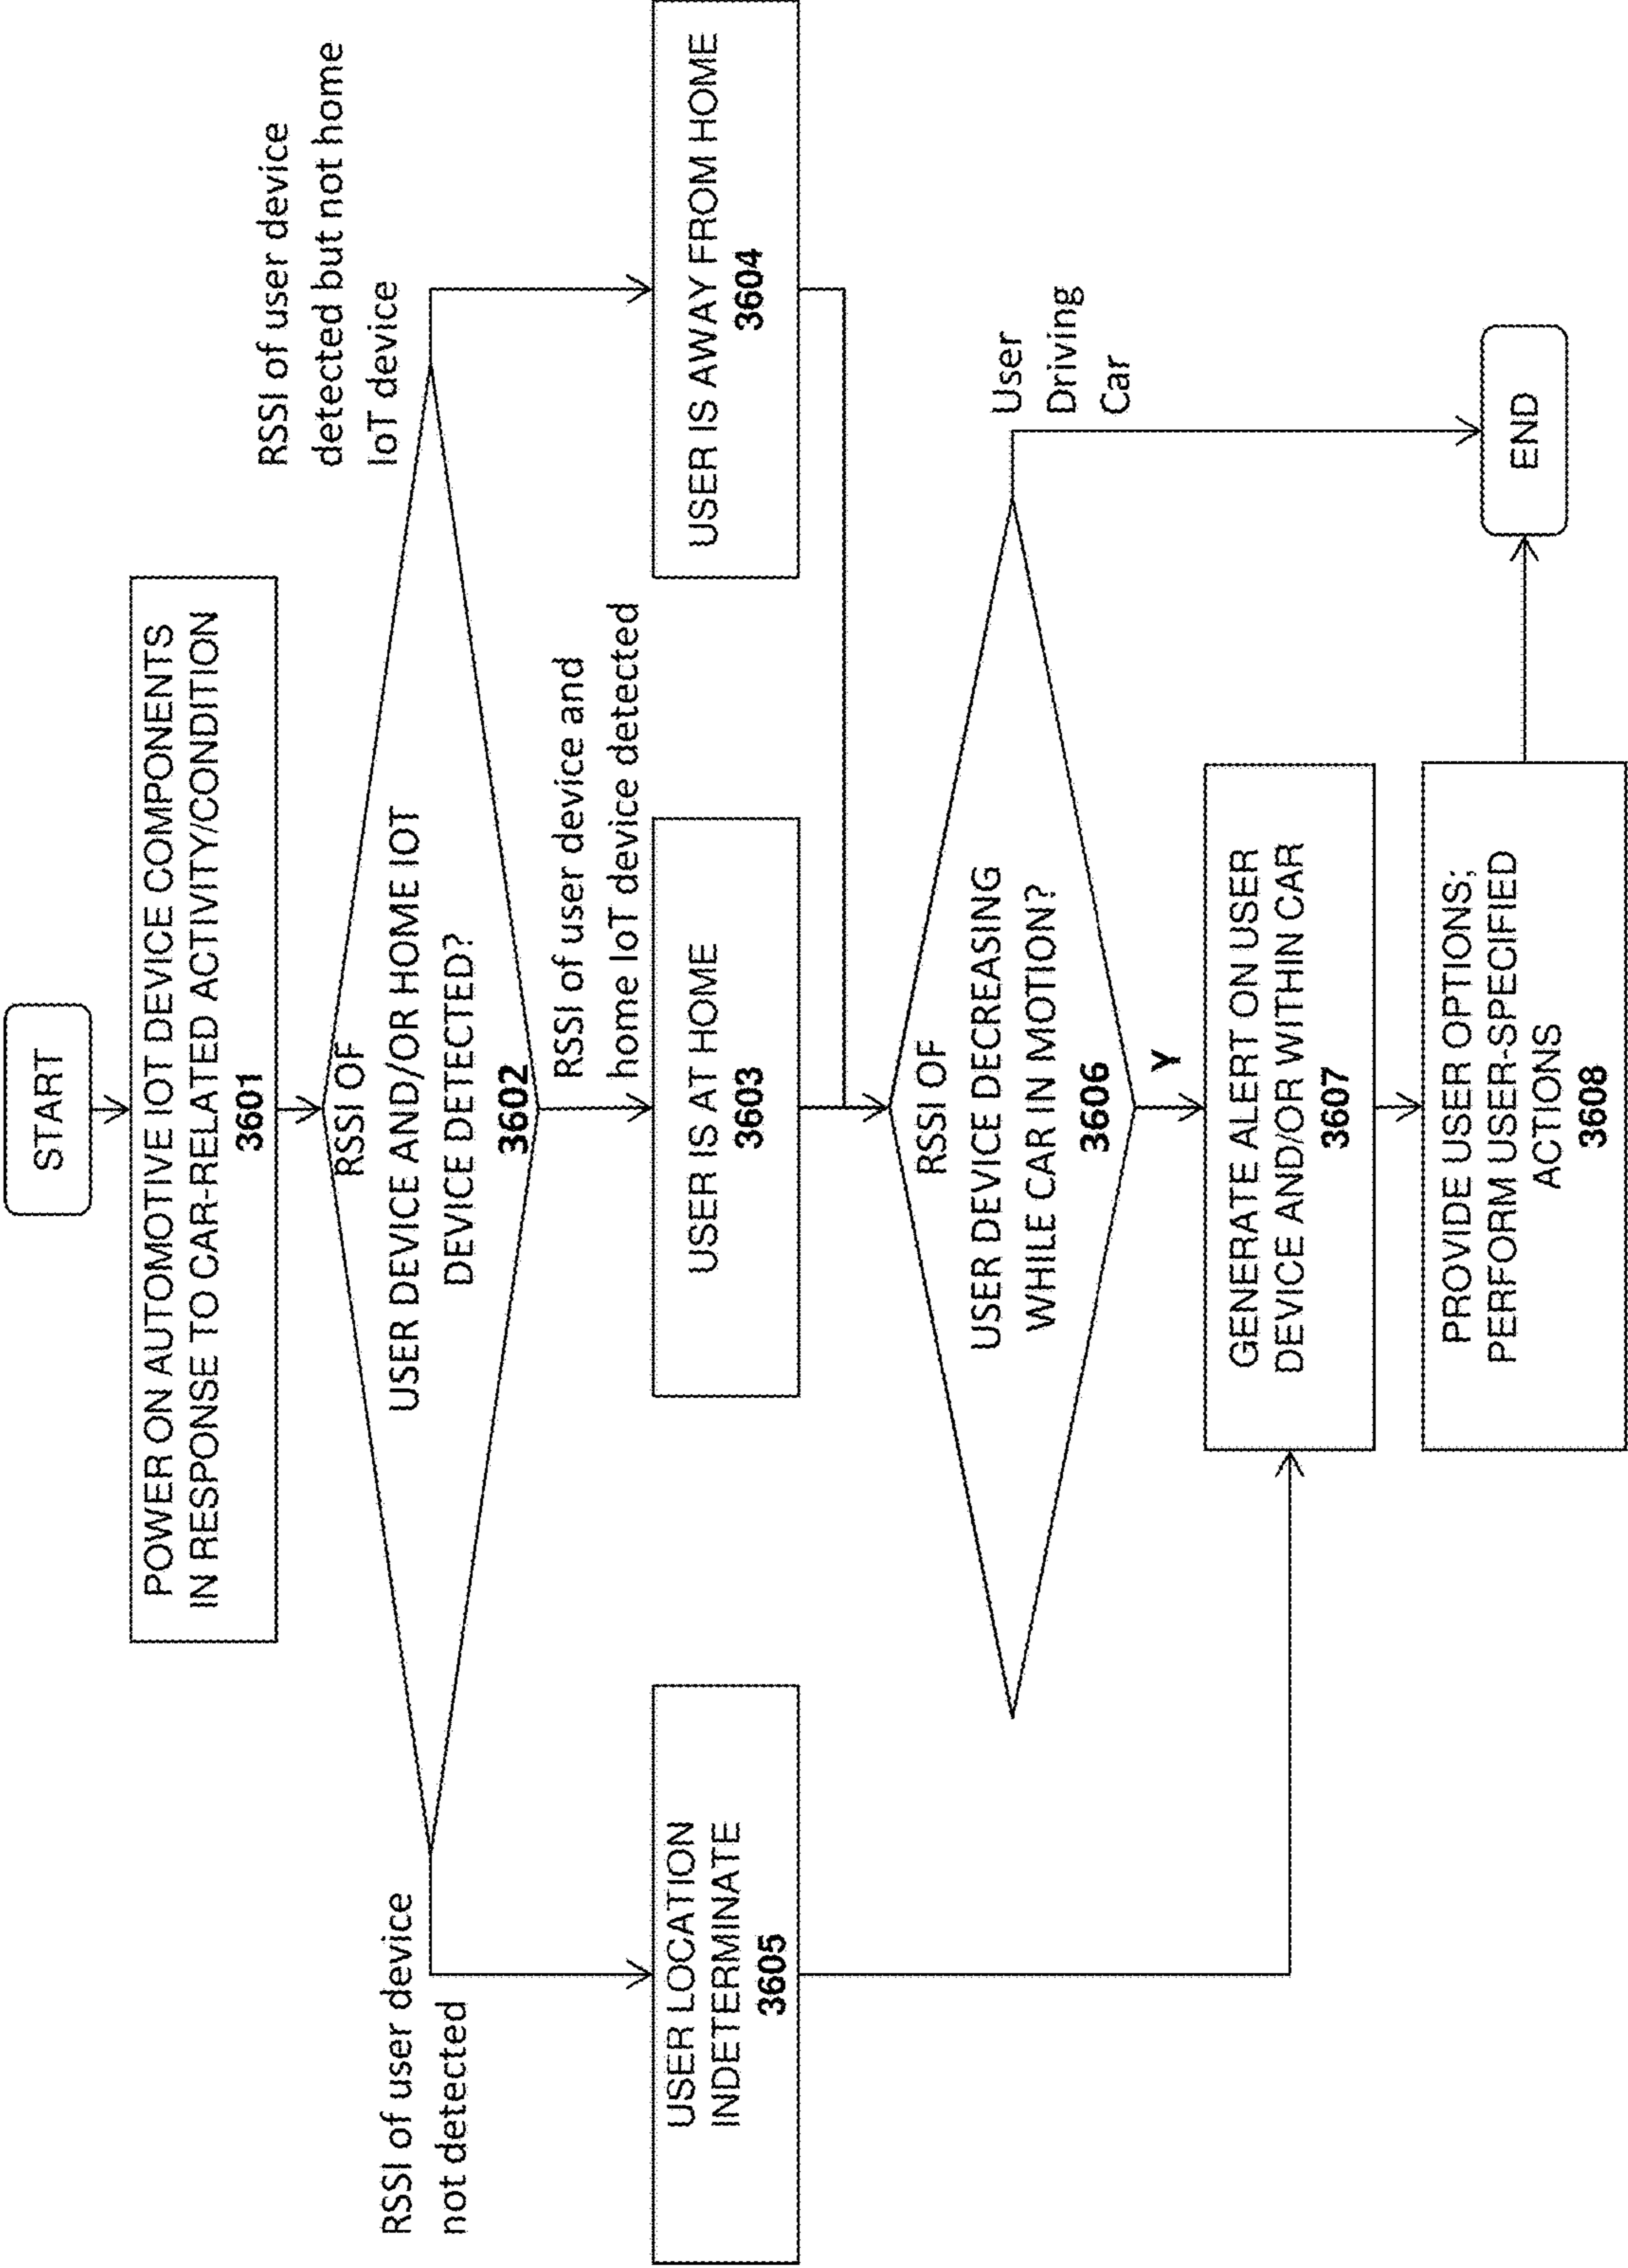 START
POWER ON AUTOMOTIVE IOT DEVICE COMPONENTS
IN RESPONSE TO CAR-RELATED ACTIVITY/CONDITION
3601
RSSI OF
USER DEVICE AND/OR HOME IOT
DEVICE DETECTED?
3602
RSSI of user device
not detected
RSSI of user device and
home IoT device detected
RSSI of user device
detected but not home
IoT device
USER LOCATION
INDETERMINATE
3605
USER IS AT HOME
3603
USER IS AWAY FROM HOME
3604
RSSI OF
USER DEVICE DECREASING
WHILE CAR IN MOTION?
3606
User
Driving
Car
Y
GENERATE ALERT ON USER
DEVICE AND/OR WITHIN CAR
3607
PROVIDE USER OPTIONS;
PERFORM USER-SPECIFIED
ACTIONS
3608
END